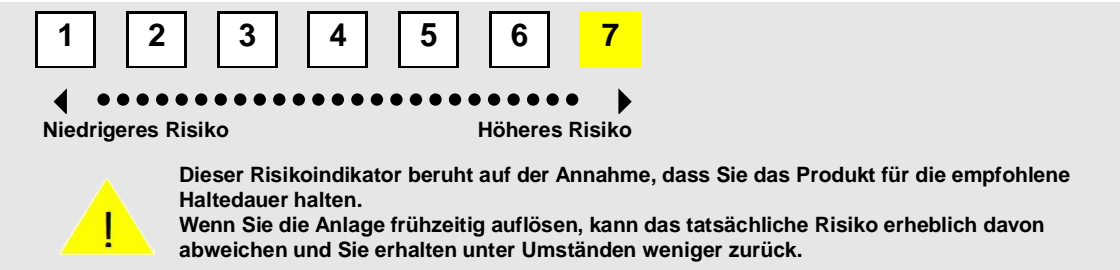 1 2 3 4 5 6 7
Niedrigeres Risiko Höheres Risiko
Dieser Risikoindikator beruht auf der Annahme, dass Sie das Produkt für die empfohlene
Haltedauer halten.
Wenn Sie die Anlage frühzeitig auflösen, kann das tatsächliche Risiko erheblich davon
abweichen und Sie erhalten unter Umständen weniger zurück.
!